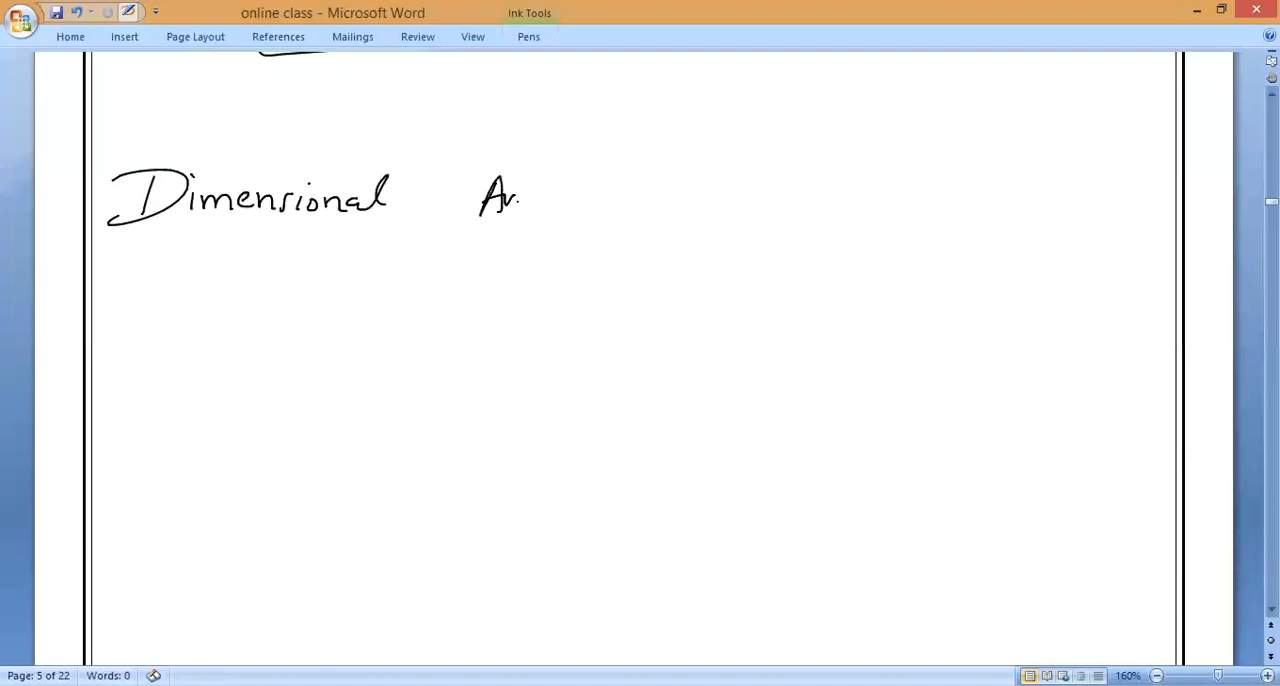 online class - Microsoft Word
Ink Tools
Home Insert Page Layout References Mailings Review View Pens
Dimensional
Page: 5 of 22 Words: 0 160%